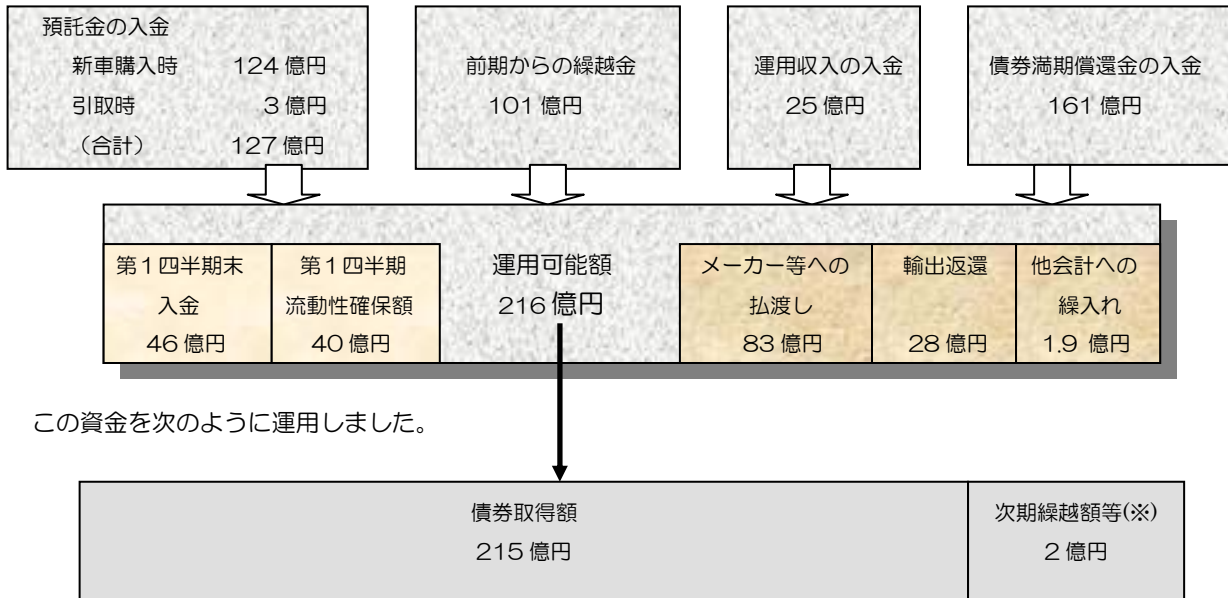 預託金の入金
新車購入時 124 億円
引取時 3 億円
(合計) 127 億円
前期からの繰越金
101 億円
運用収入の入金
25 億円
債券満期償還金の入金
161 億円
第1四半期末
入金
46 億円
第1四半期
流動性確保額
40 億円
運用可能額
216 億円
メーカー等への
払渡し
83 億円
輸出返還
28 億円
他会計への
繰入れ
1.9 億円
この資金を次のように運用しました。
債券取得額
215 億円
次期繰越額等(※)
2 億円